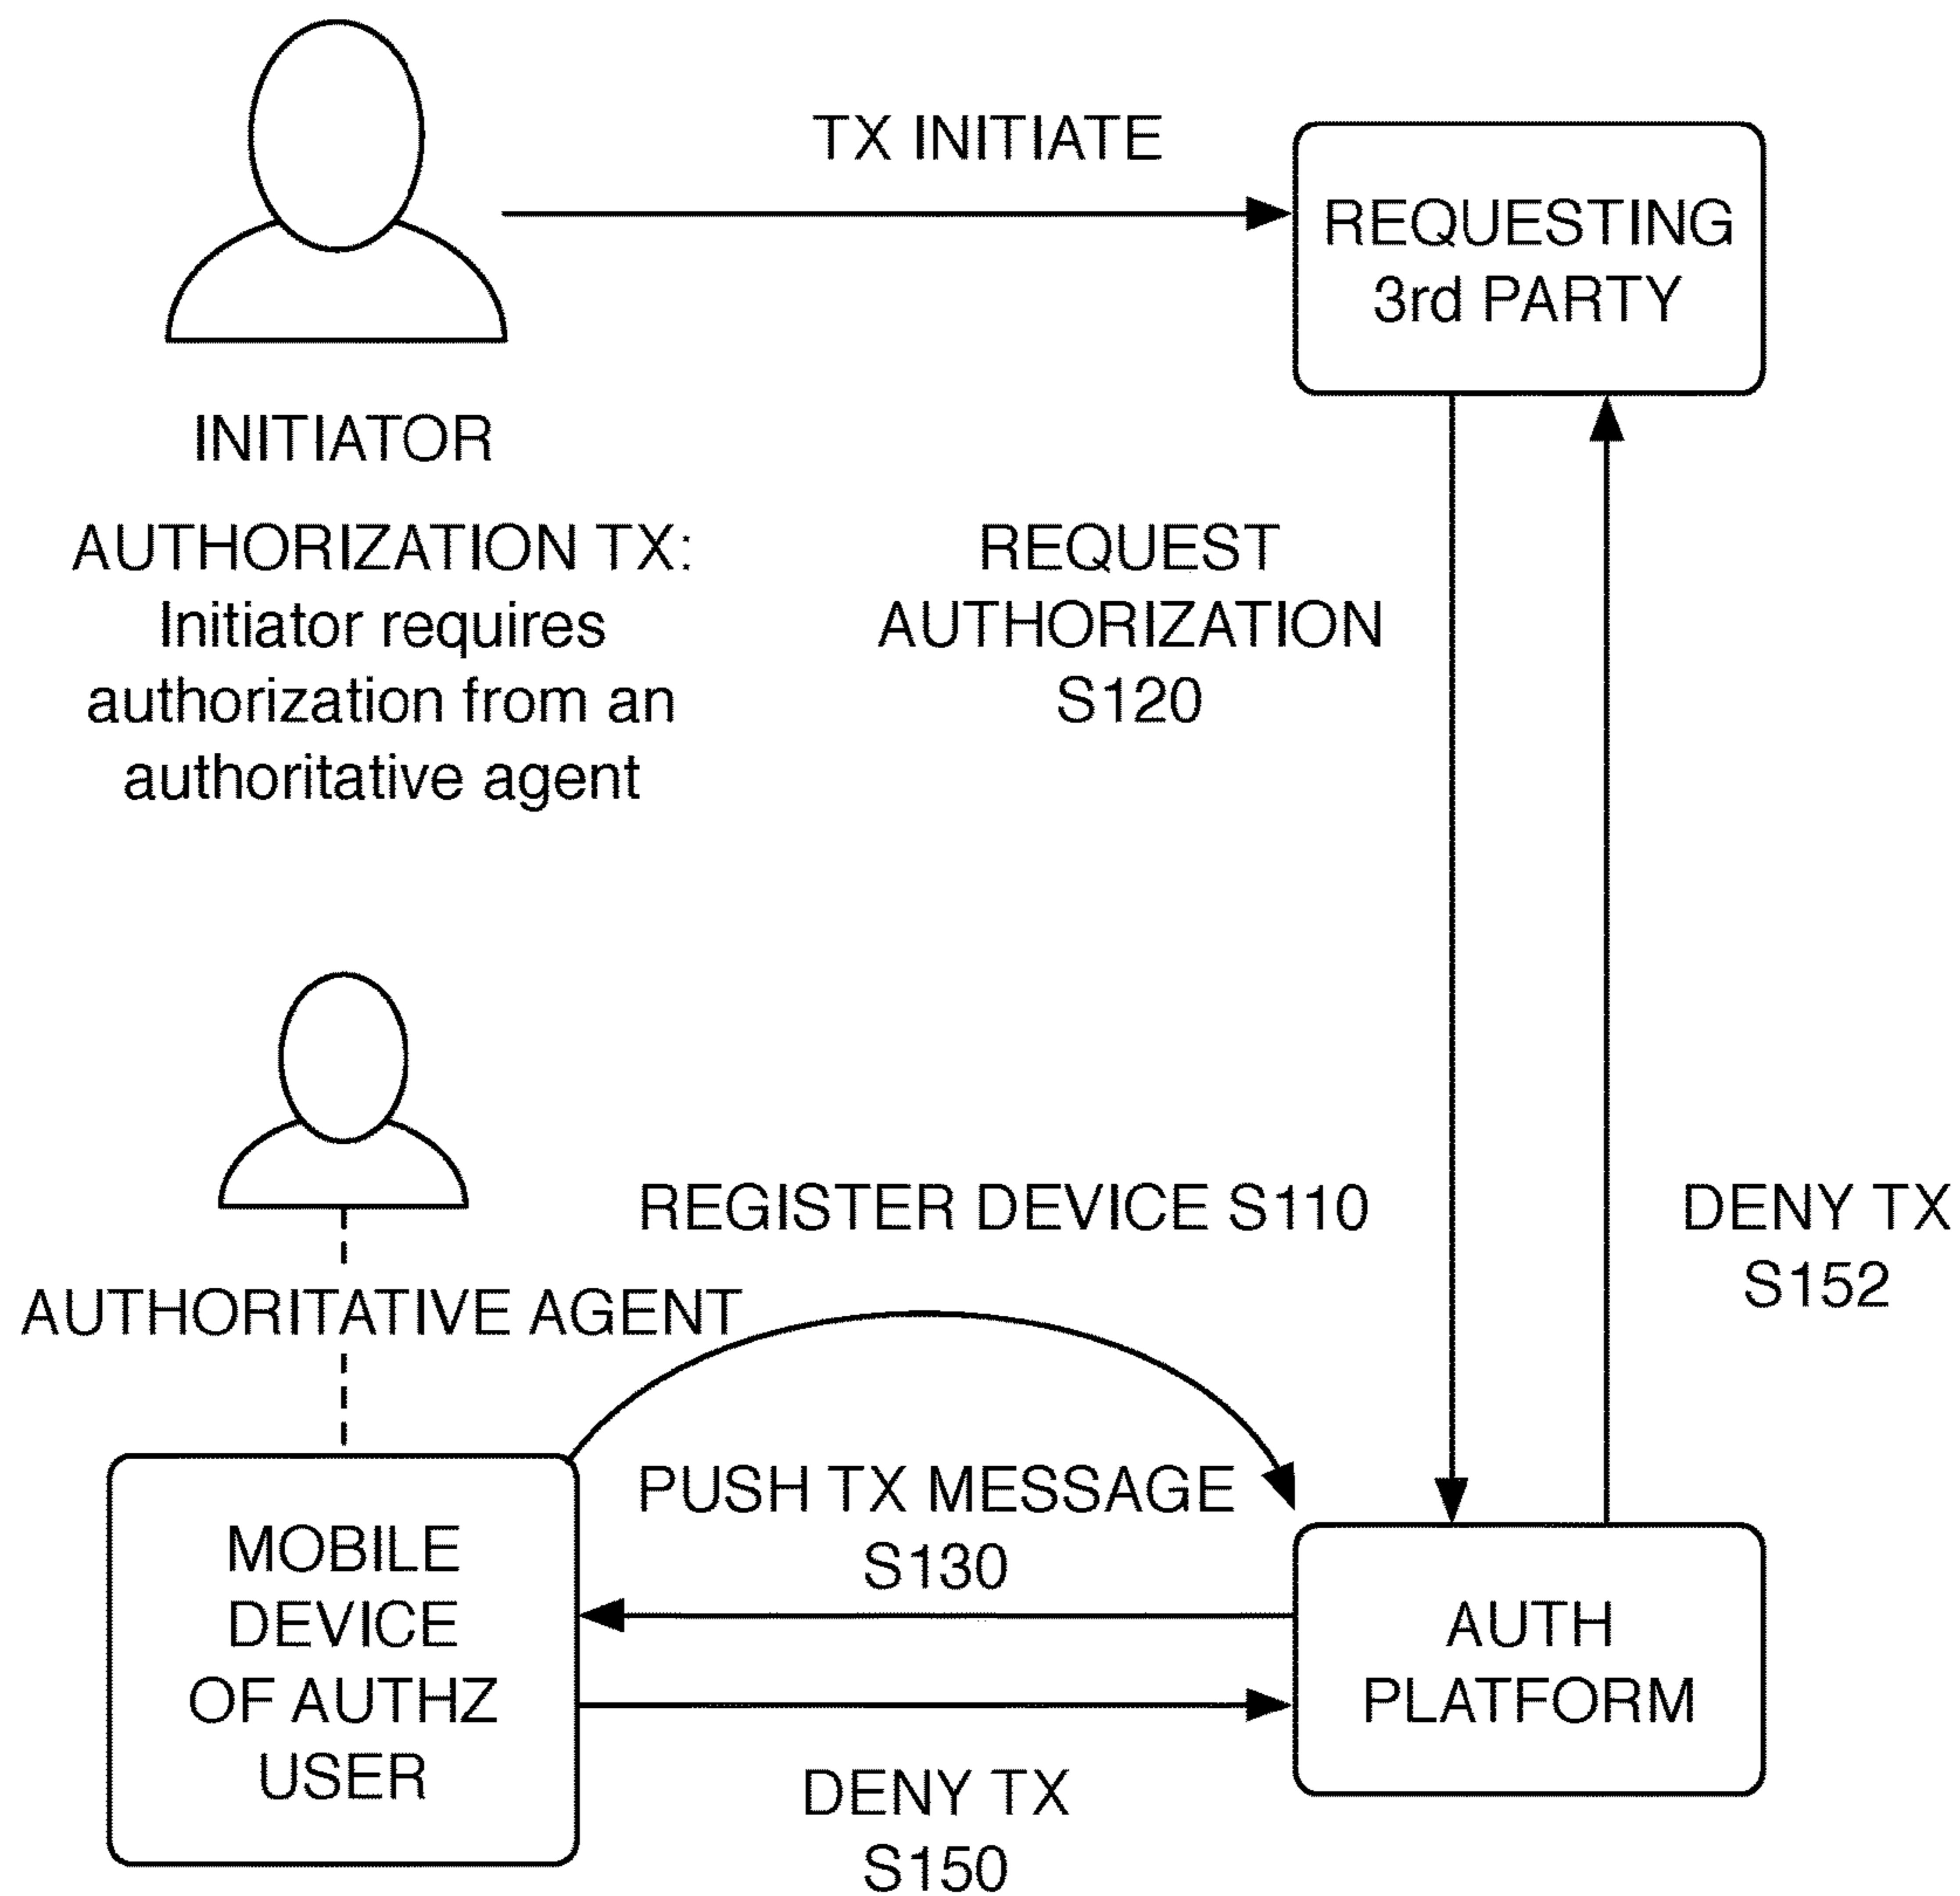 TX INITIATE
REQUESTING
3rd PARTY
INITIATOR
AUTHORIZATION TX:
Initiator requires
authorization from an
authoritative agent
REQUEST
AUTHORIZATION
S120
REGISTER DEVICE S110
DENY TX
S152
AUTHORITATIVE AGENT
PUSH TX MESSAGE
S130
MOBILE
DEVICE
OF AUTHZ
USER
AUTH
PLATFORM
DENY TX
S150